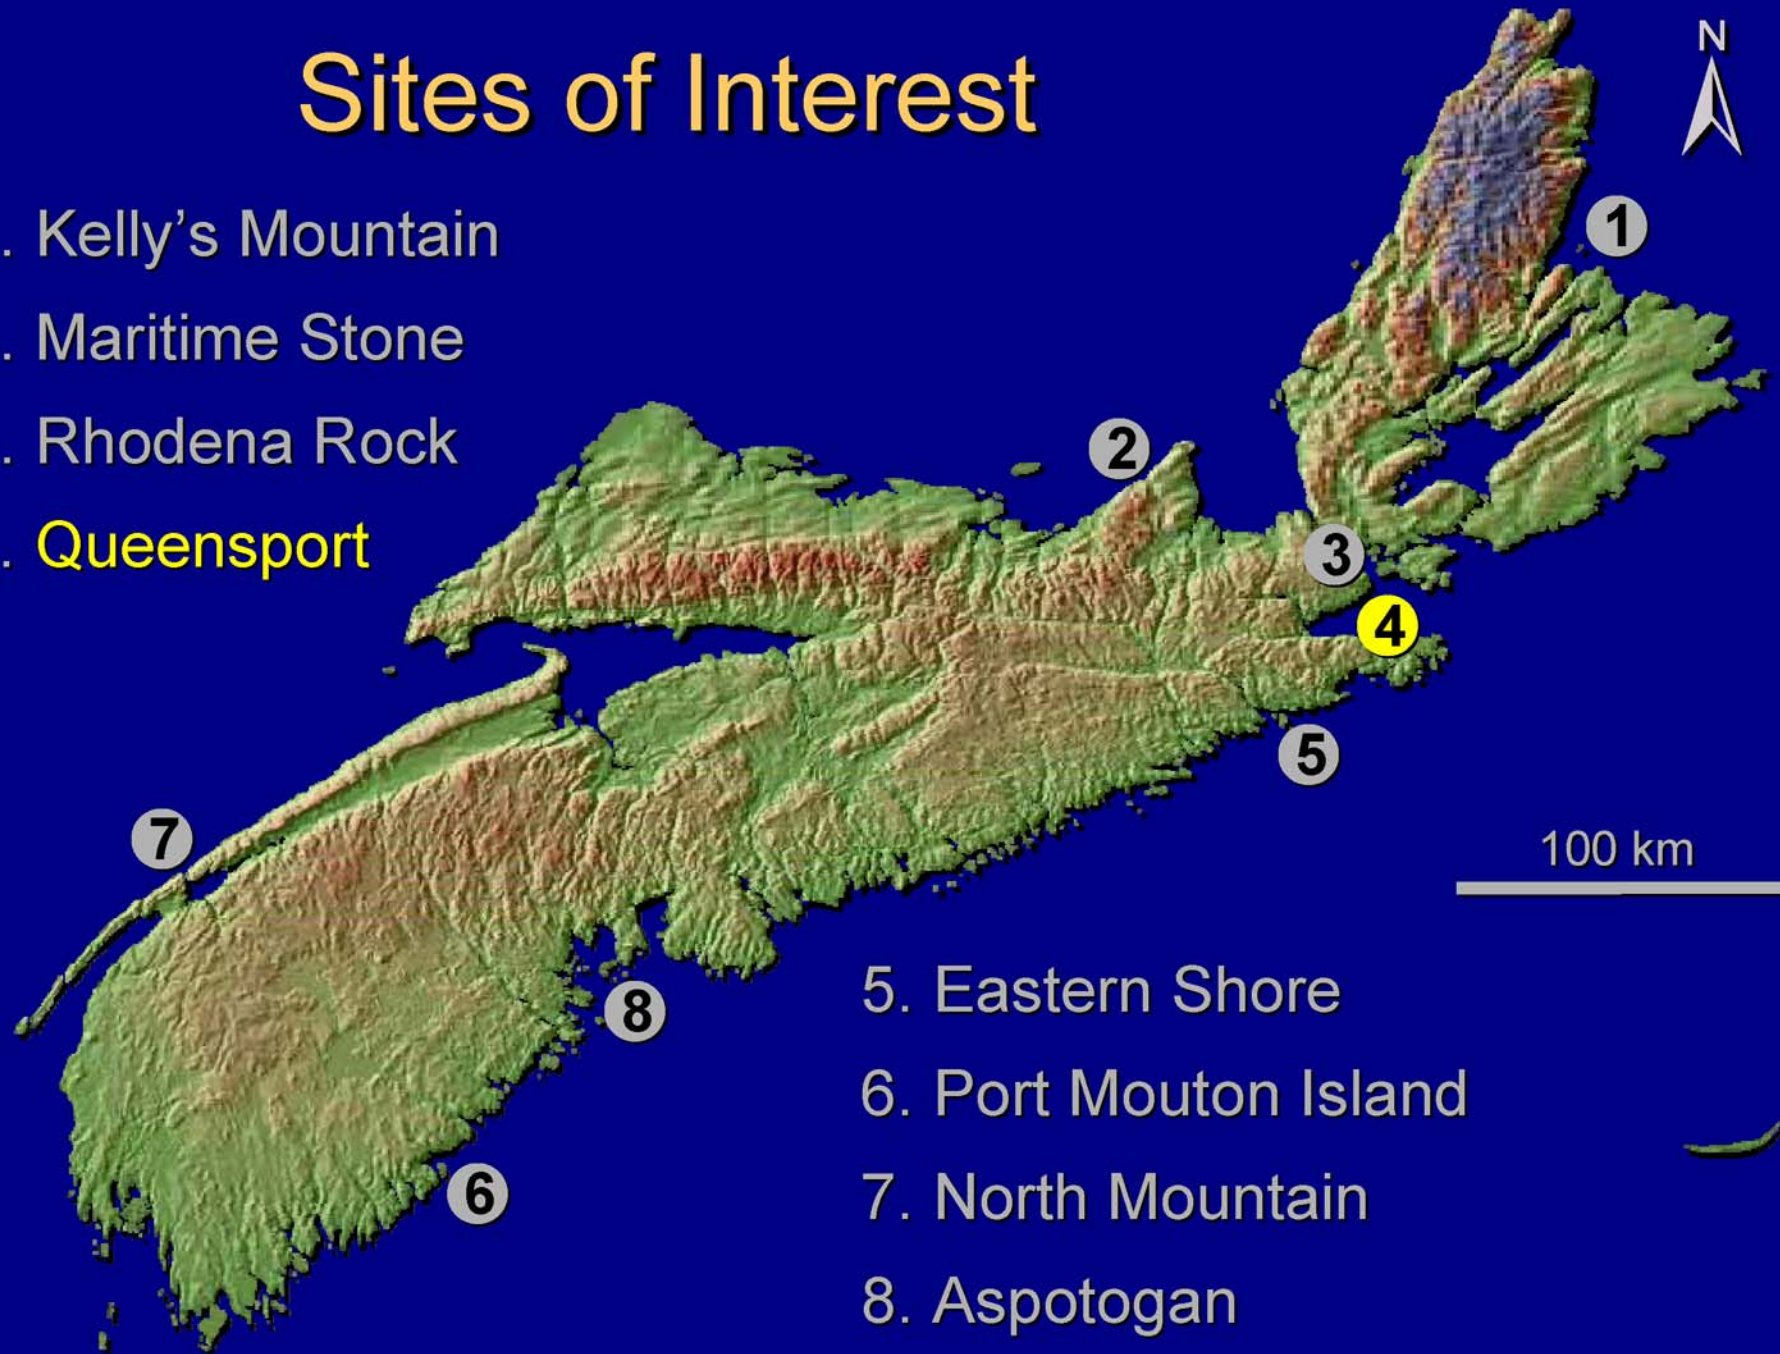 Sites of Interest
N
. Kelly’s Mountain
. Maritime Stone
. Rhodena Rock
. Queensport
1
2
3
4
5
7
100 km
8
6
5. Eastern Shore
6. Port Mouton Island
7. North Mountain
8. Aspotogan